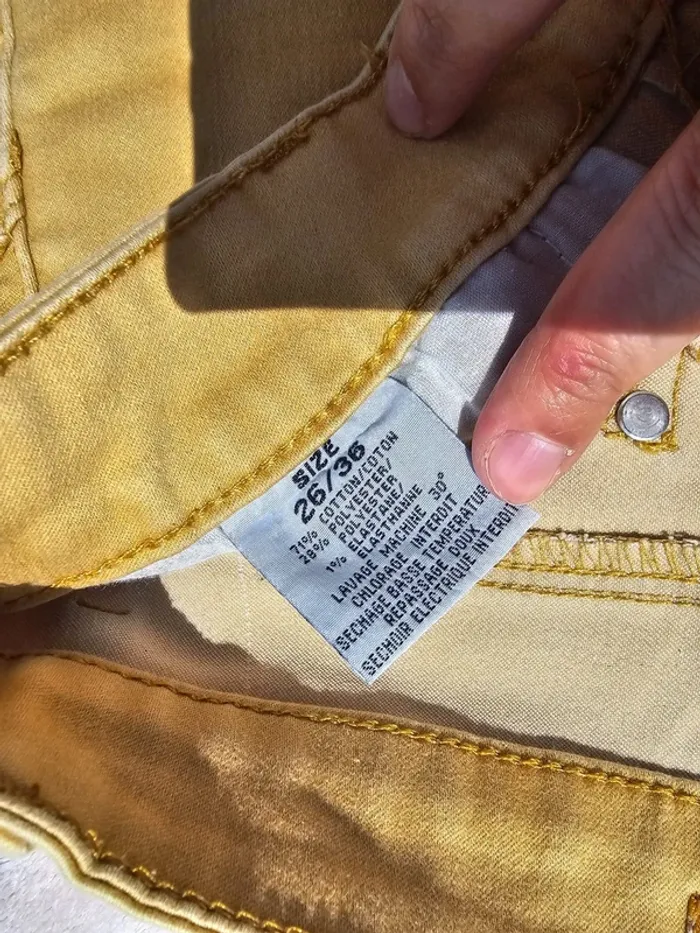 SIZE
26/36
71% COTTON/COTON
28% POLYESTER/
POLYESTER
1% ELASTANE/
ELASTHANNE
LAVAGE MACHINE 30°
CHLORAGE INTERDIT
SECHAGE BASSE TEMPERATUR
REPASSAGE DOUX
SECHOIR ELECTRIQUE INTERDIT